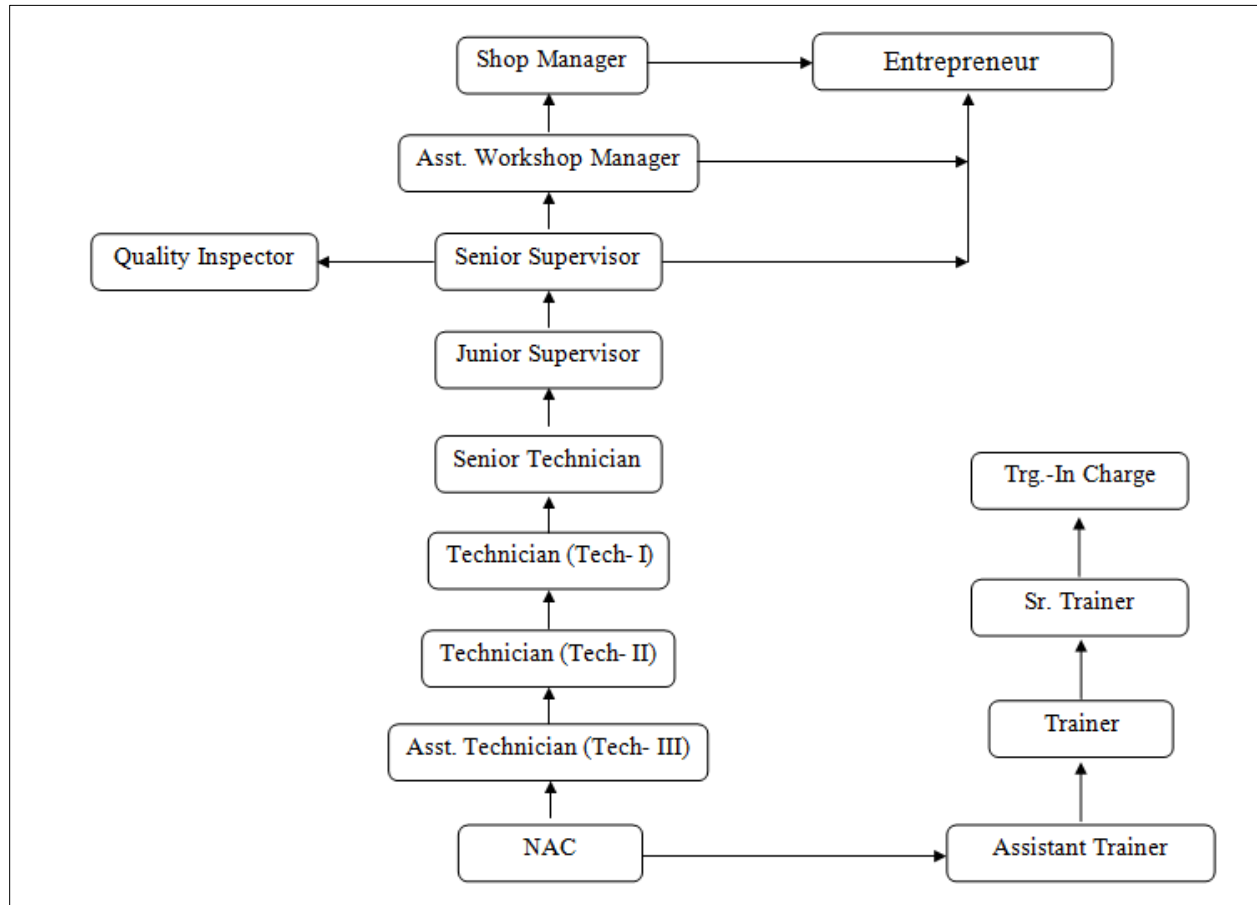 Shop Manager
Entrepreneur
Asst. Workshop Manager
Quality Inspector
Senior Supervisor
Junior Supervisor
Senior Technician
Trg.-In Charge
Technician (Tech- I)
Sr. Trainer
Technician (Tech- II)
Trainer
Asst. Technician (Tech- III)
NAC
Assistant Trainer